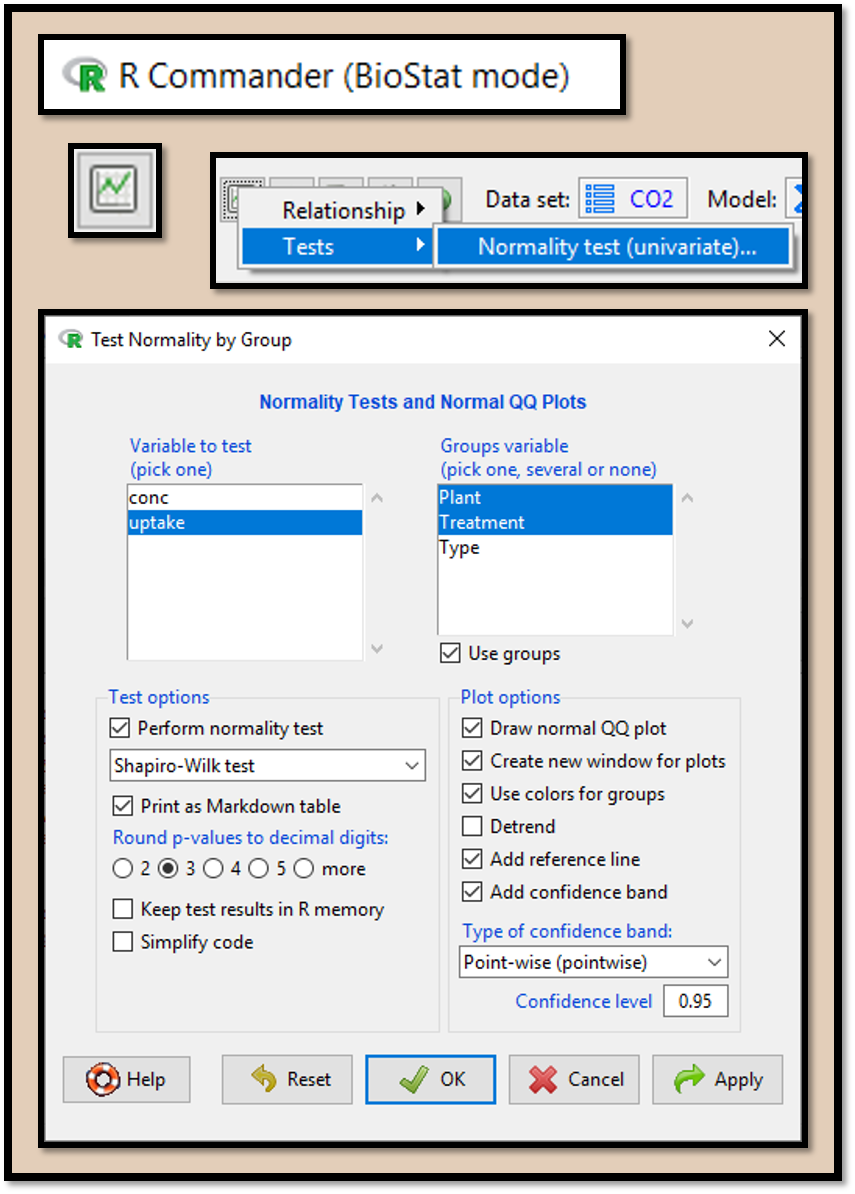 R Commander (BioStat mode)
Relationship
Data set: CO2 Model:
Tests
Normality test (univariate)...
Test Normality by Group
Normality Tests and Normal QQ Plots
Variable to test
(pick one)
conc
uptake
Groups variable
(pick one, several or none)
Plant
Treatment
Type
Use groups
Test options
Perform normality test
Shapiro-Wilk test
Print as Markdown table
Round p-values to decimal digits:
2 3 4 5 more
Keep test results in R memory
Simplify code
Plot options
Draw normal QQ plot
Create new window for plots
Use colors for groups
Detrend
Add reference line
Add confidence band
Type of confidence band:
Point-wise (pointwise)
Confidence level 0.95
Help Reset OK Cancel Apply